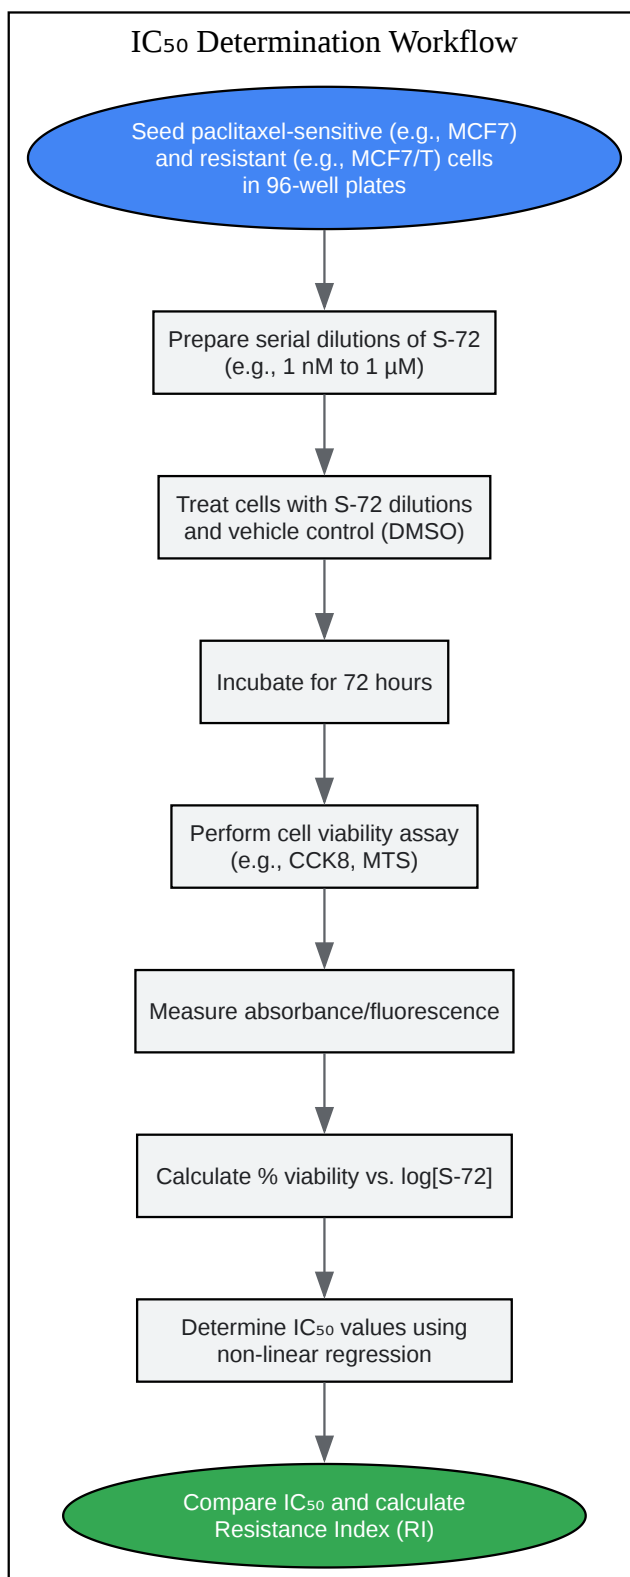 IC₅₀ Determination Workflow
Seed paclitaxel-sensitive (e.g., MCF7)
and resistant (e.g., MCF7/T) cells
in 96-well plates
Prepare serial dilutions of S-72
(e.g., 1 nM to 1 µM)
Treat cells with S-72 dilutions
and vehicle control (DMSO)
Incubate for 72 hours
Perform cell viability assay
(e.g., CCK8, MTS)
Measure absorbance/fluorescence
Calculate % viability vs. log[S-72]
Determine IC₅₀ values using
non-linear regression
Compare IC₅₀ and calculate
Resistance Index (RI)